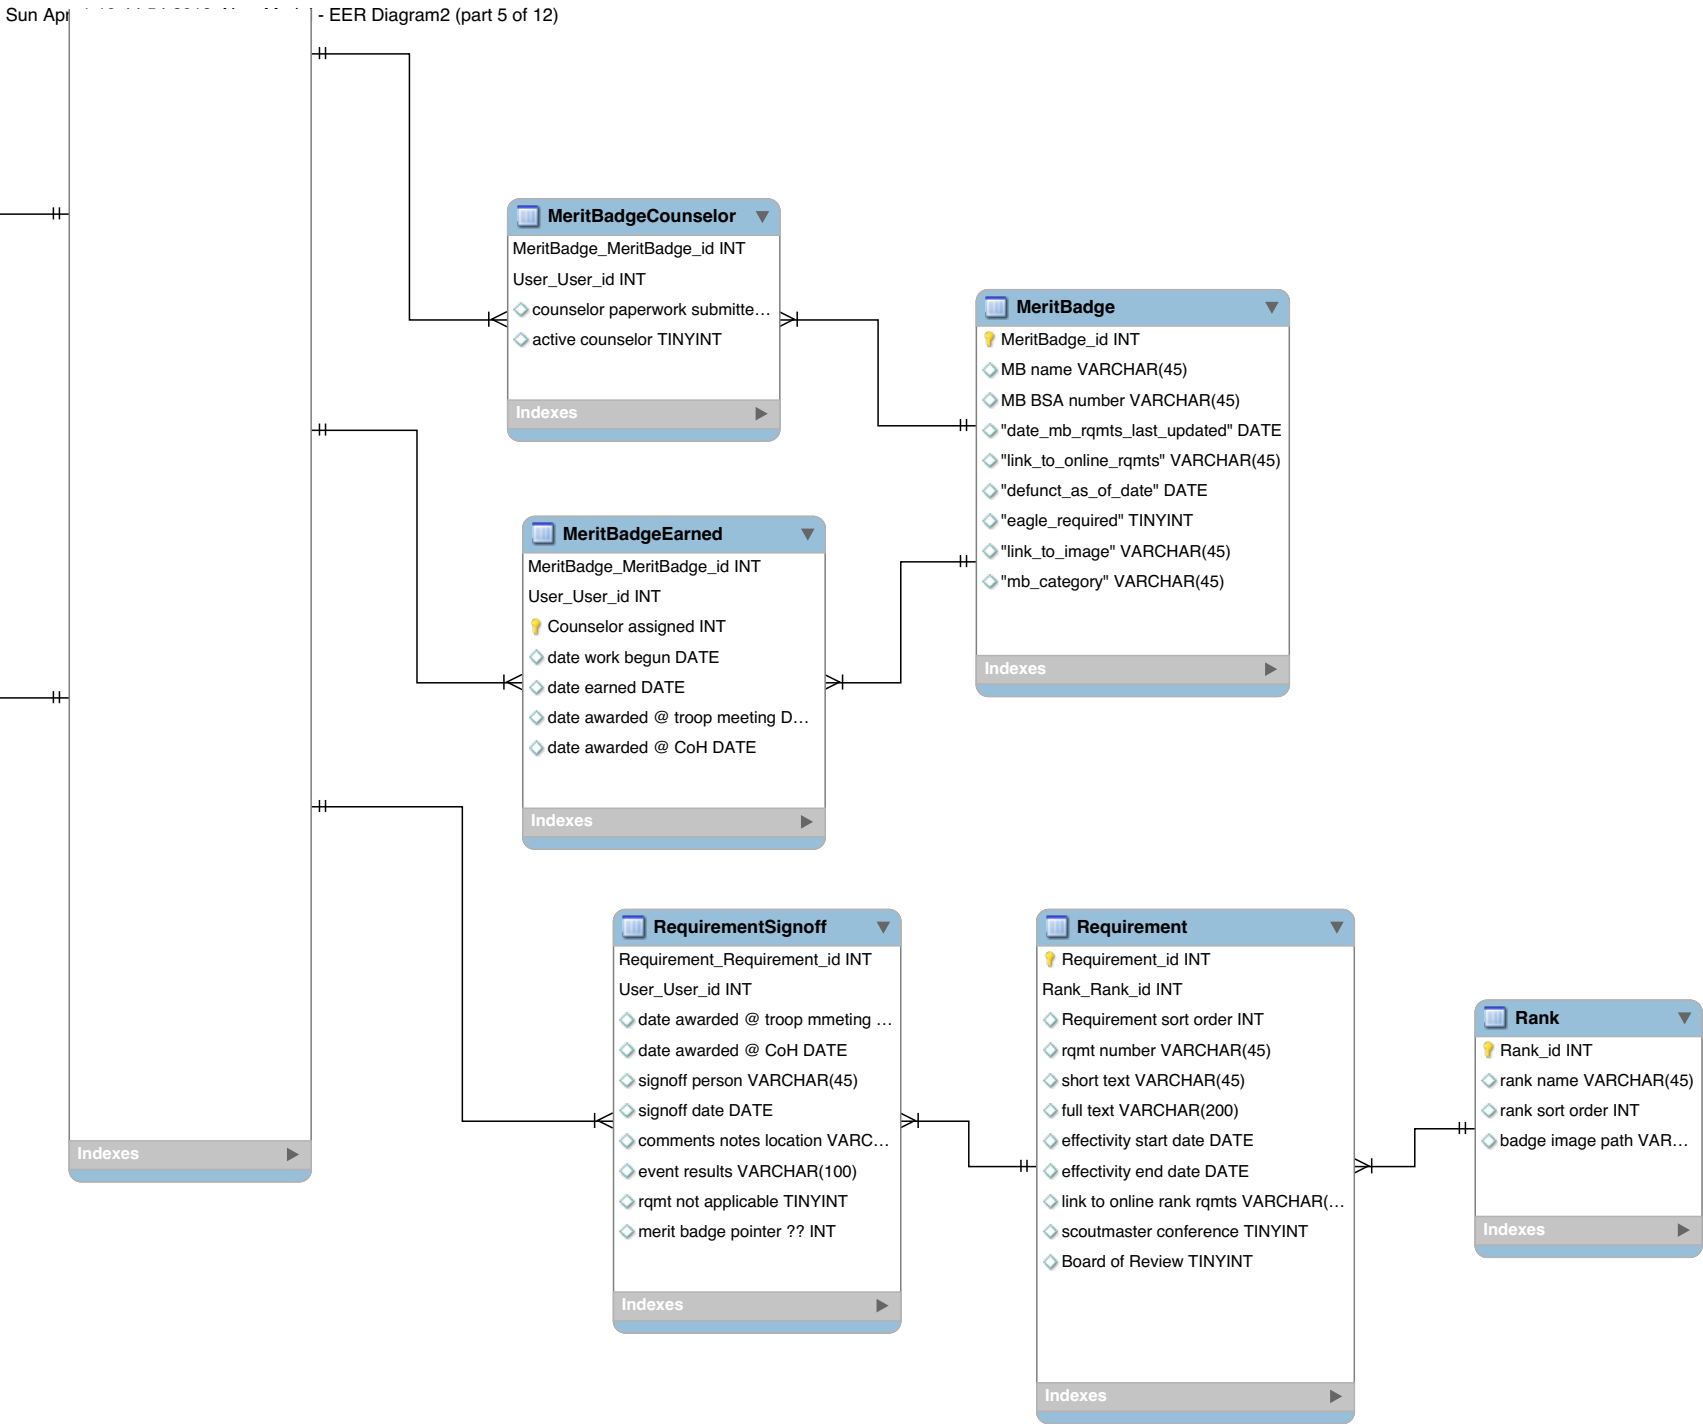 Sun Apr
- EER Diagram2 (part 5 of 12)
MeritBadgeCounselor
MeritBadge_MeritBadge_id INT
User_User_id INT
counselor paperwork submitte...
active counselor TINYINT
Indexes
MeritBadge
MeritBadge_id INT
MB name VARCHAR(45)
MB BSA number VARCHAR(45)
"date_mb_rqmts_last_updated" DATE
"link_to_online_rqmts" VARCHAR(45)
"defunct_as_of_date" DATE
"eagle_required" TINYINT
"link_to_image" VARCHAR(45)
"mb_category" VARCHAR(45)
Indexes
MeritBadgeEarned
MeritBadge_MeritBadge_id INT
User_User_id INT
Counselor assigned INT
date work begun DATE
date earned DATE
date awarded @ troop meeting D...
date awarded @ CoH DATE
Indexes
Indexes
RequirementSignoff
Requirement_Requirement_id INT
User_User_id INT
date awarded @ troop mmeting ...
date awarded @ CoH DATE
signoff person VARCHAR(45)
signoff date DATE
comments notes location VARC...
event results VARCHAR(100)
rqmt not applicable TINYINT
merit badge pointer ?? INT
Indexes
Requirement
Requirement_id INT
Rank_Rank_id INT
Requirement sort order INT
rqmt number VARCHAR(45)
short text VARCHAR(45)
full text VARCHAR(200)
effectivity start date DATE
effectivity end date DATE
link to online rank rqmts VARCHAR(...
scoutmaster conference TINYINT
Board of Review TINYINT
Indexes
Rank
Rank_id INT
rank name VARCHAR(45)
rank sort order INT
badge image path VAR...
Indexes